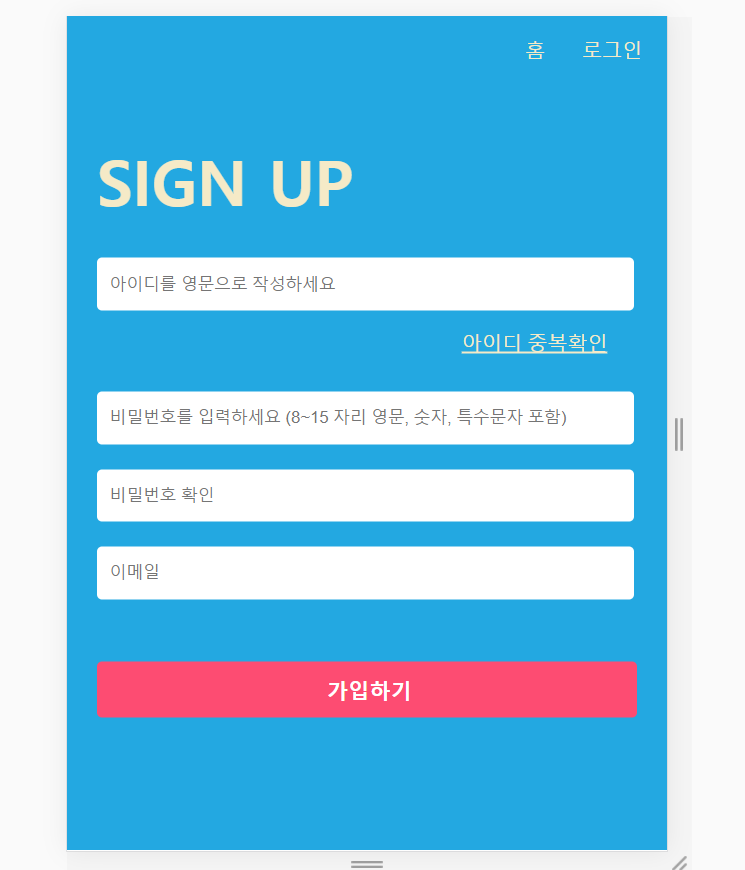 홈 로그인
SIGN UP
아이디를 영문으로 작성하세요
아이디 중복확인
비밀번호를 입력하세요 (8~15 자리 영문, 숫자, 특수문자 포함)
비밀번호 확인
이메일
가입하기